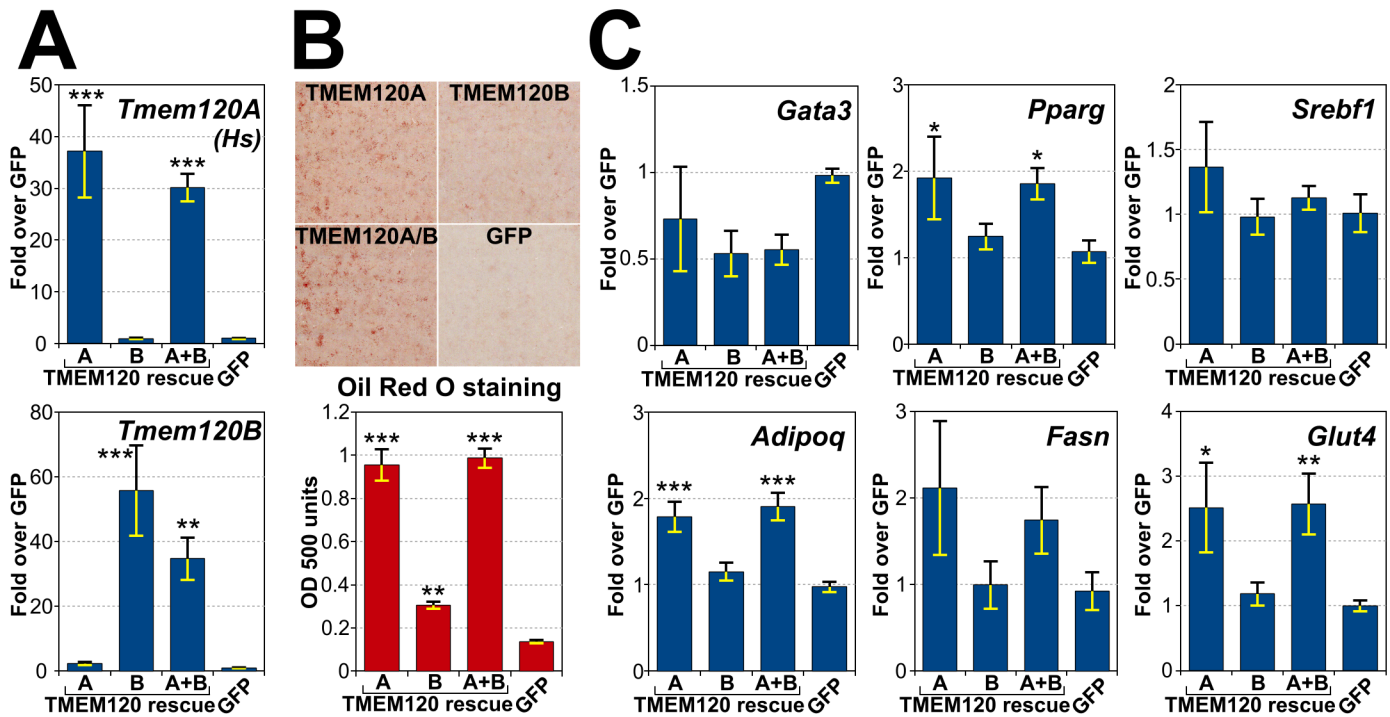 A
B
C
50
40
30
20
10
0
Fold over GFP
Tmem120A
(Hs)
***
***
A
B
A+B
GFP
TMEM120 rescue
80
60
40
20
0
Fold over GFP
Tmem120B
***
**
A
B
A+B
GFP
TMEM120 rescue
TMEM120A
TMEM120B
TMEM120A/B
GFP
Oil Red O staining
1.2
1
0.8
0.6
0.4
0.2
0
OD 500 units
***
**
***
A
B
A+B
GFP
TMEM120 rescue
1.5
1
0.5
0
Fold over GFP
Gata3
A
B
A+B
GFP
TMEM120 rescue
3
2
1
0
Fold over GFP
Pparg
*
*
A
B
A+B
GFP
TMEM120 rescue
2
1.5
1
0.5
0
Fold over GFP
Srebf1
A
B
A+B
GFP
TMEM120 rescue
3
2
1
0
Fold over GFP
Adipoq
***
***
A
B
A+B
GFP
TMEM120 rescue
3
2
1
0
Fold over GFP
Fasn
A
B
A+B
GFP
TMEM120 rescue
4
3
2
1
0
Fold over GFP
Glut4
*
**
A
B
A+B
GFP
TMEM120 rescue